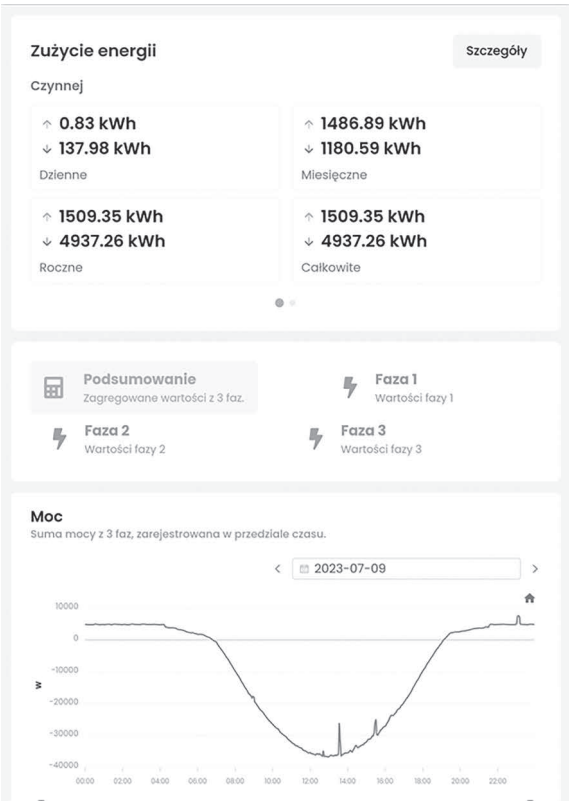 Zużycie energii
Szczegóły
Czynnej
↑ 0.83 kWh
↓ 137.98 kWh
Dzienne
↑ 1486.89 kWh
↓ 1180.59 kWh
Miesięczne
↑ 1509.35 kWh
↓ 4937.26 kWh
Roczne
↑ 1509.35 kWh
↓ 4937.26 kWh
Całkowite
Podsumowanie
Zagregowane wartości z 3 faz.
Faza 1
Wartości fazy 1
Faza 2
Wartości fazy 2
Faza 3
Wartości fazy 3
Moc
Suma mocy z 3 faz, zarejestrowana w przedziale czasu.
< 2023-07-09 >
10000
0
-10000
-20000
-30000
-40000
W
00:00 02:00 04:00 06:00 08:00 10:00 12:00 14:00 16:00 18:00 20:00 22:00